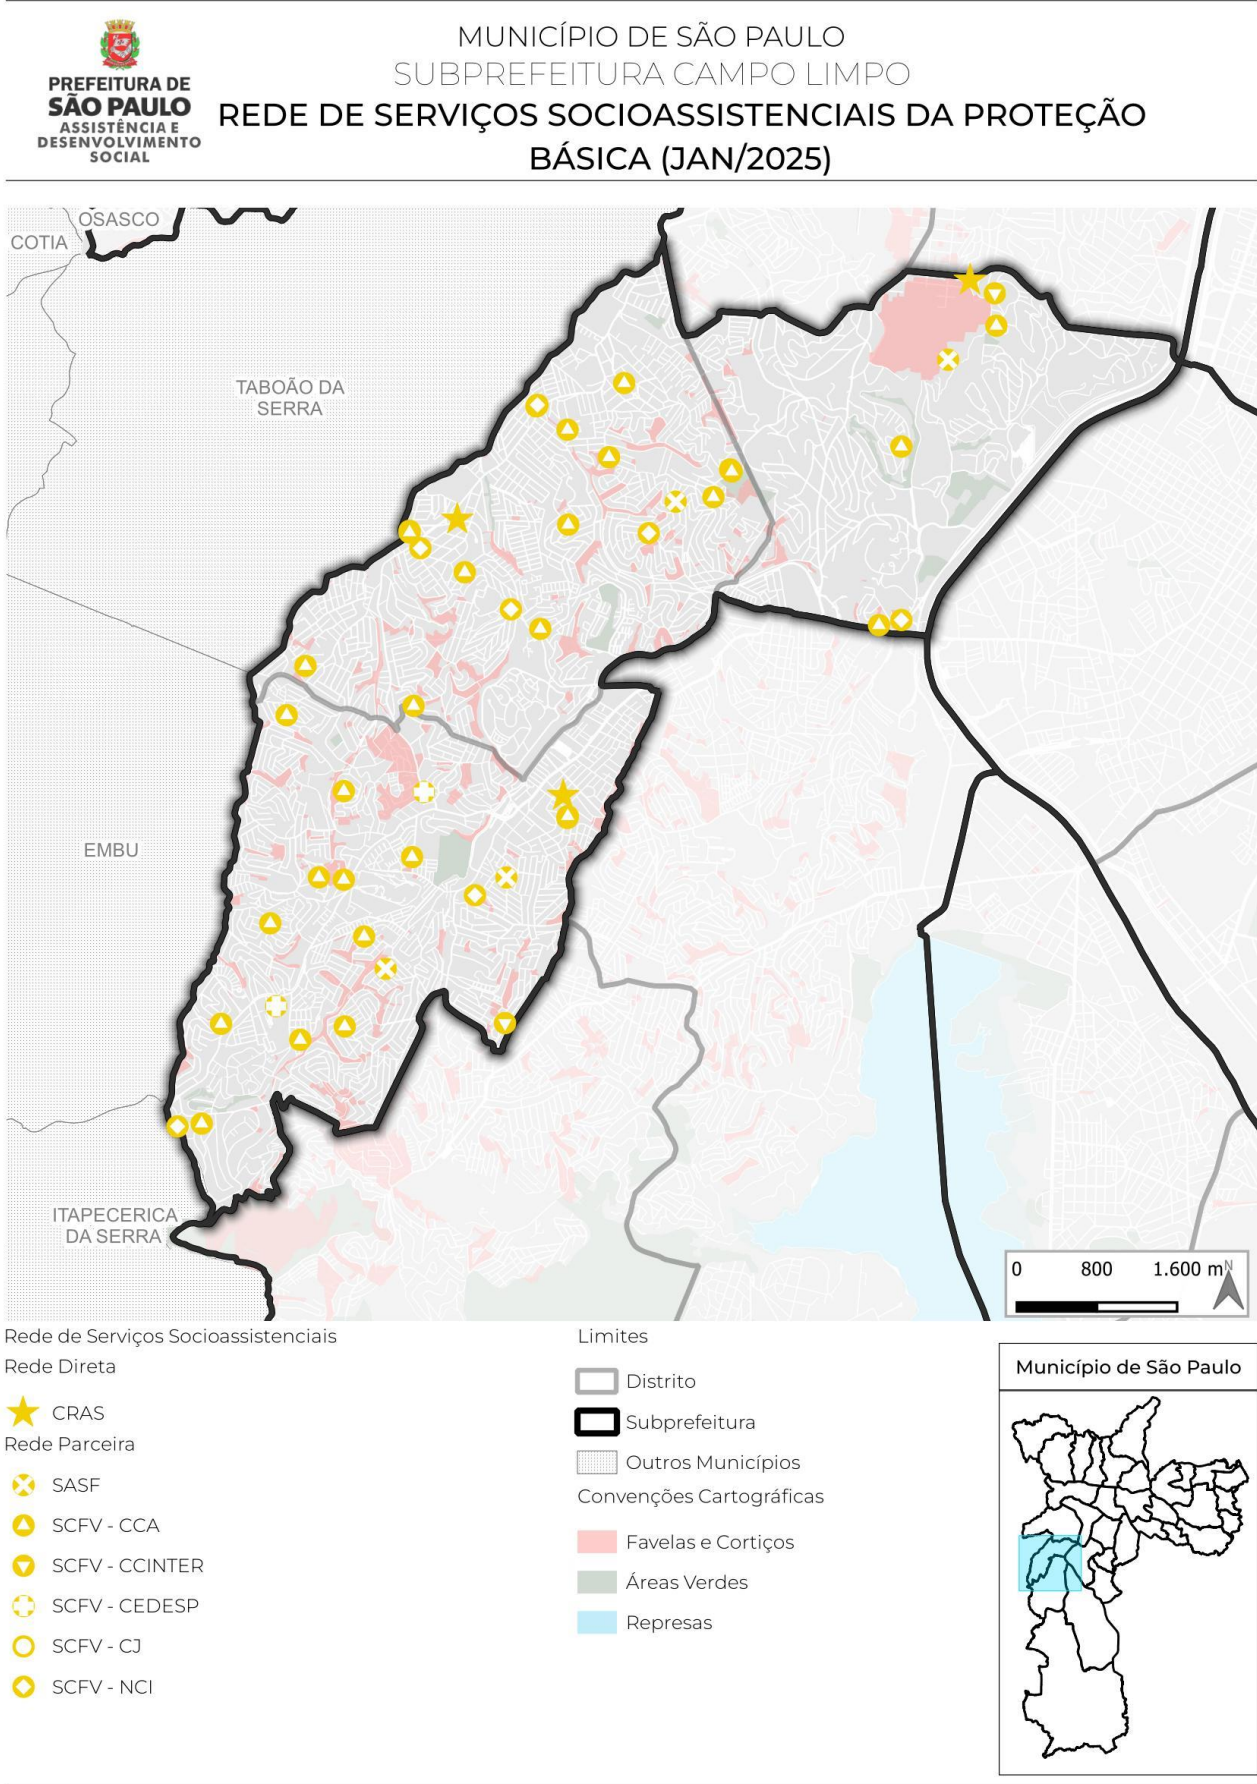 PREFEITURA DE
SÃO PAULO
ASSISTÊNCIA E
DESENVOLVIMENTO
SOCIAL
MUNICÍPIO DE SÃO PAULO
SUBPREFEITURA CAMPO LIMPO
REDE DE SERVIÇOS SOCIOASSISTENCIAIS DA PROTEÇÃO
BÁSICA (JAN/2025)
OSASCO
COTIA
TABOÃO DA
SERRA
EMBU
ITAPECERICA
DA SERRA
0 800 1.600 m
N
Rede de Serviços Socioassistenciais
Rede Direta
CRAS
Rede Parceira
SASF
SCFV - CCA
SCFV - CCINTER
SCFV - CEDESP
SCFV - CJ
SCFV - NCI
Limites
Distrito
Subprefeitura
Outros Municípios
Convenções Cartográficas
Favelas e Cortiços
Áreas Verdes
Represas
Município de São Paulo